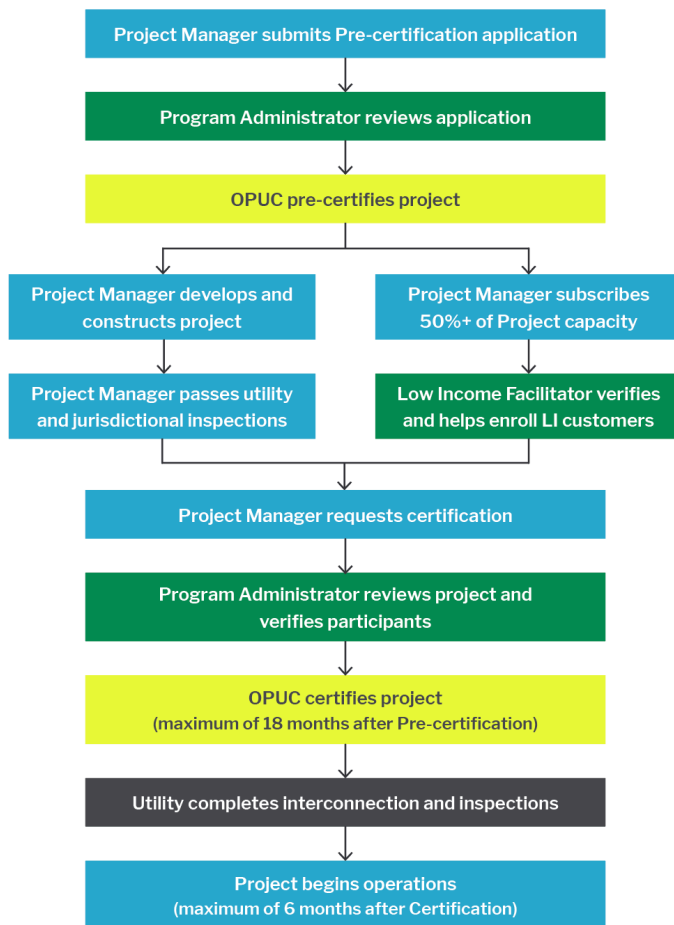 Project Manager submits Pre-certification application
Program Administrator reviews application
OPUC pre-certifies project
Project Manager develops and
constructs project
Project Manager subscribes
50%+ of Project capacity
Project Manager passes utility
and jurisdictional inspections
Low Income Facilitator verifies
and helps enroll LI customers
Project Manager requests certification
Program Administrator reviews project and
verifies participants
OPUC certifies project
(maximum of 18 months after Pre-certification)
Utility completes interconnection and inspections
Project begins operations
(maximum of 6 months after Certification)